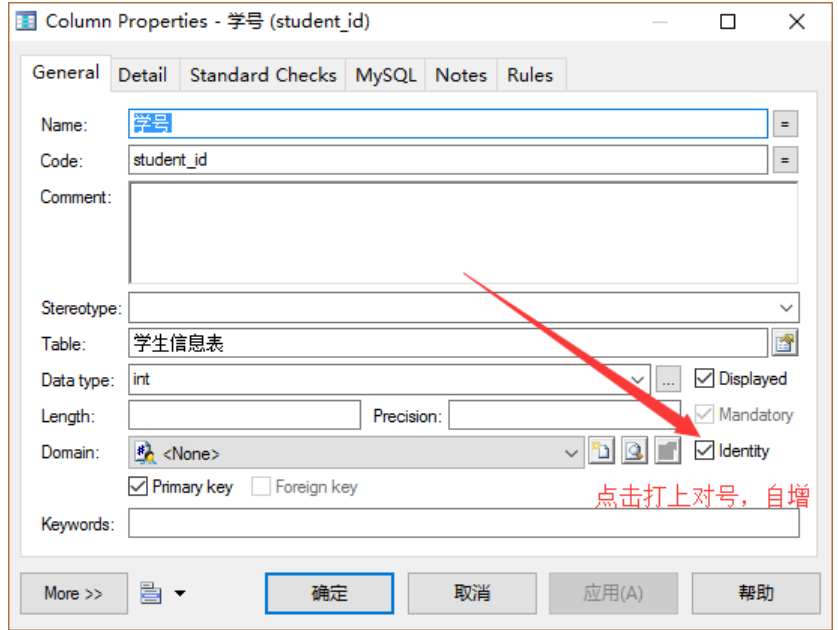 Column Properties - 学号 (student_id)
General Detail Standard Checks MySQL Notes Rules
Name: 学号 =
Code: student_id =
Comment:
Stereotype:
Table: 学生信息表
Data type: int ... Displayed
Length: Precision: Mandatory
Domain: <None> Identity
Primary key Foreign key
点击打上对号，自增
Keywords:
More >> 确定 取消 应用(A) 帮助